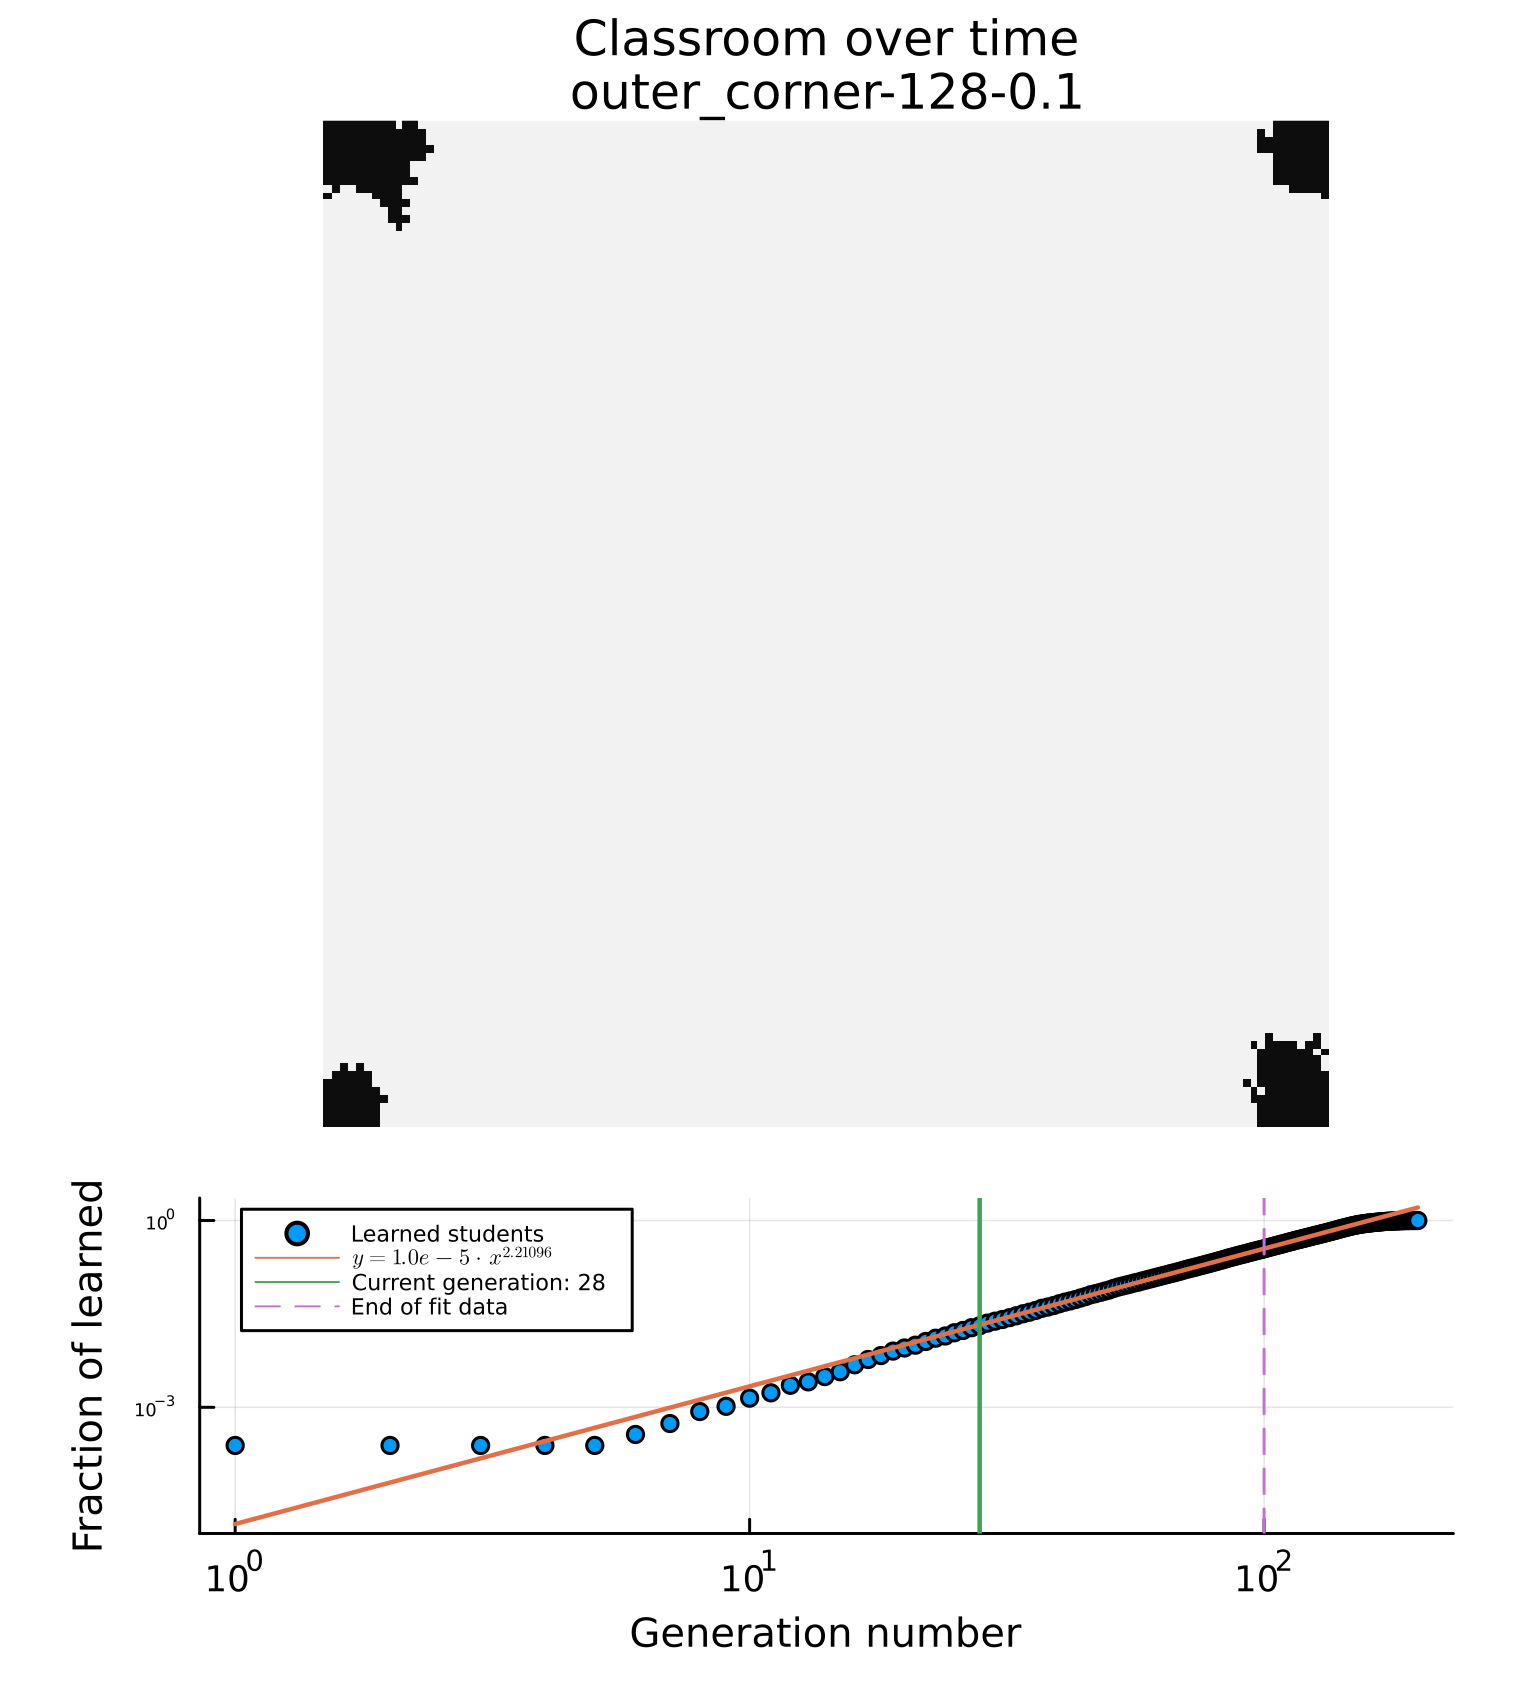 Classroom over time
outer_corner-128-0.1
Fraction of learned
10^0
10^-3
Learned students
y = 1.0e − 5 · x^2.21096
Current generation: 28
End of fit data
10^0 10^1 10^2
Generation number